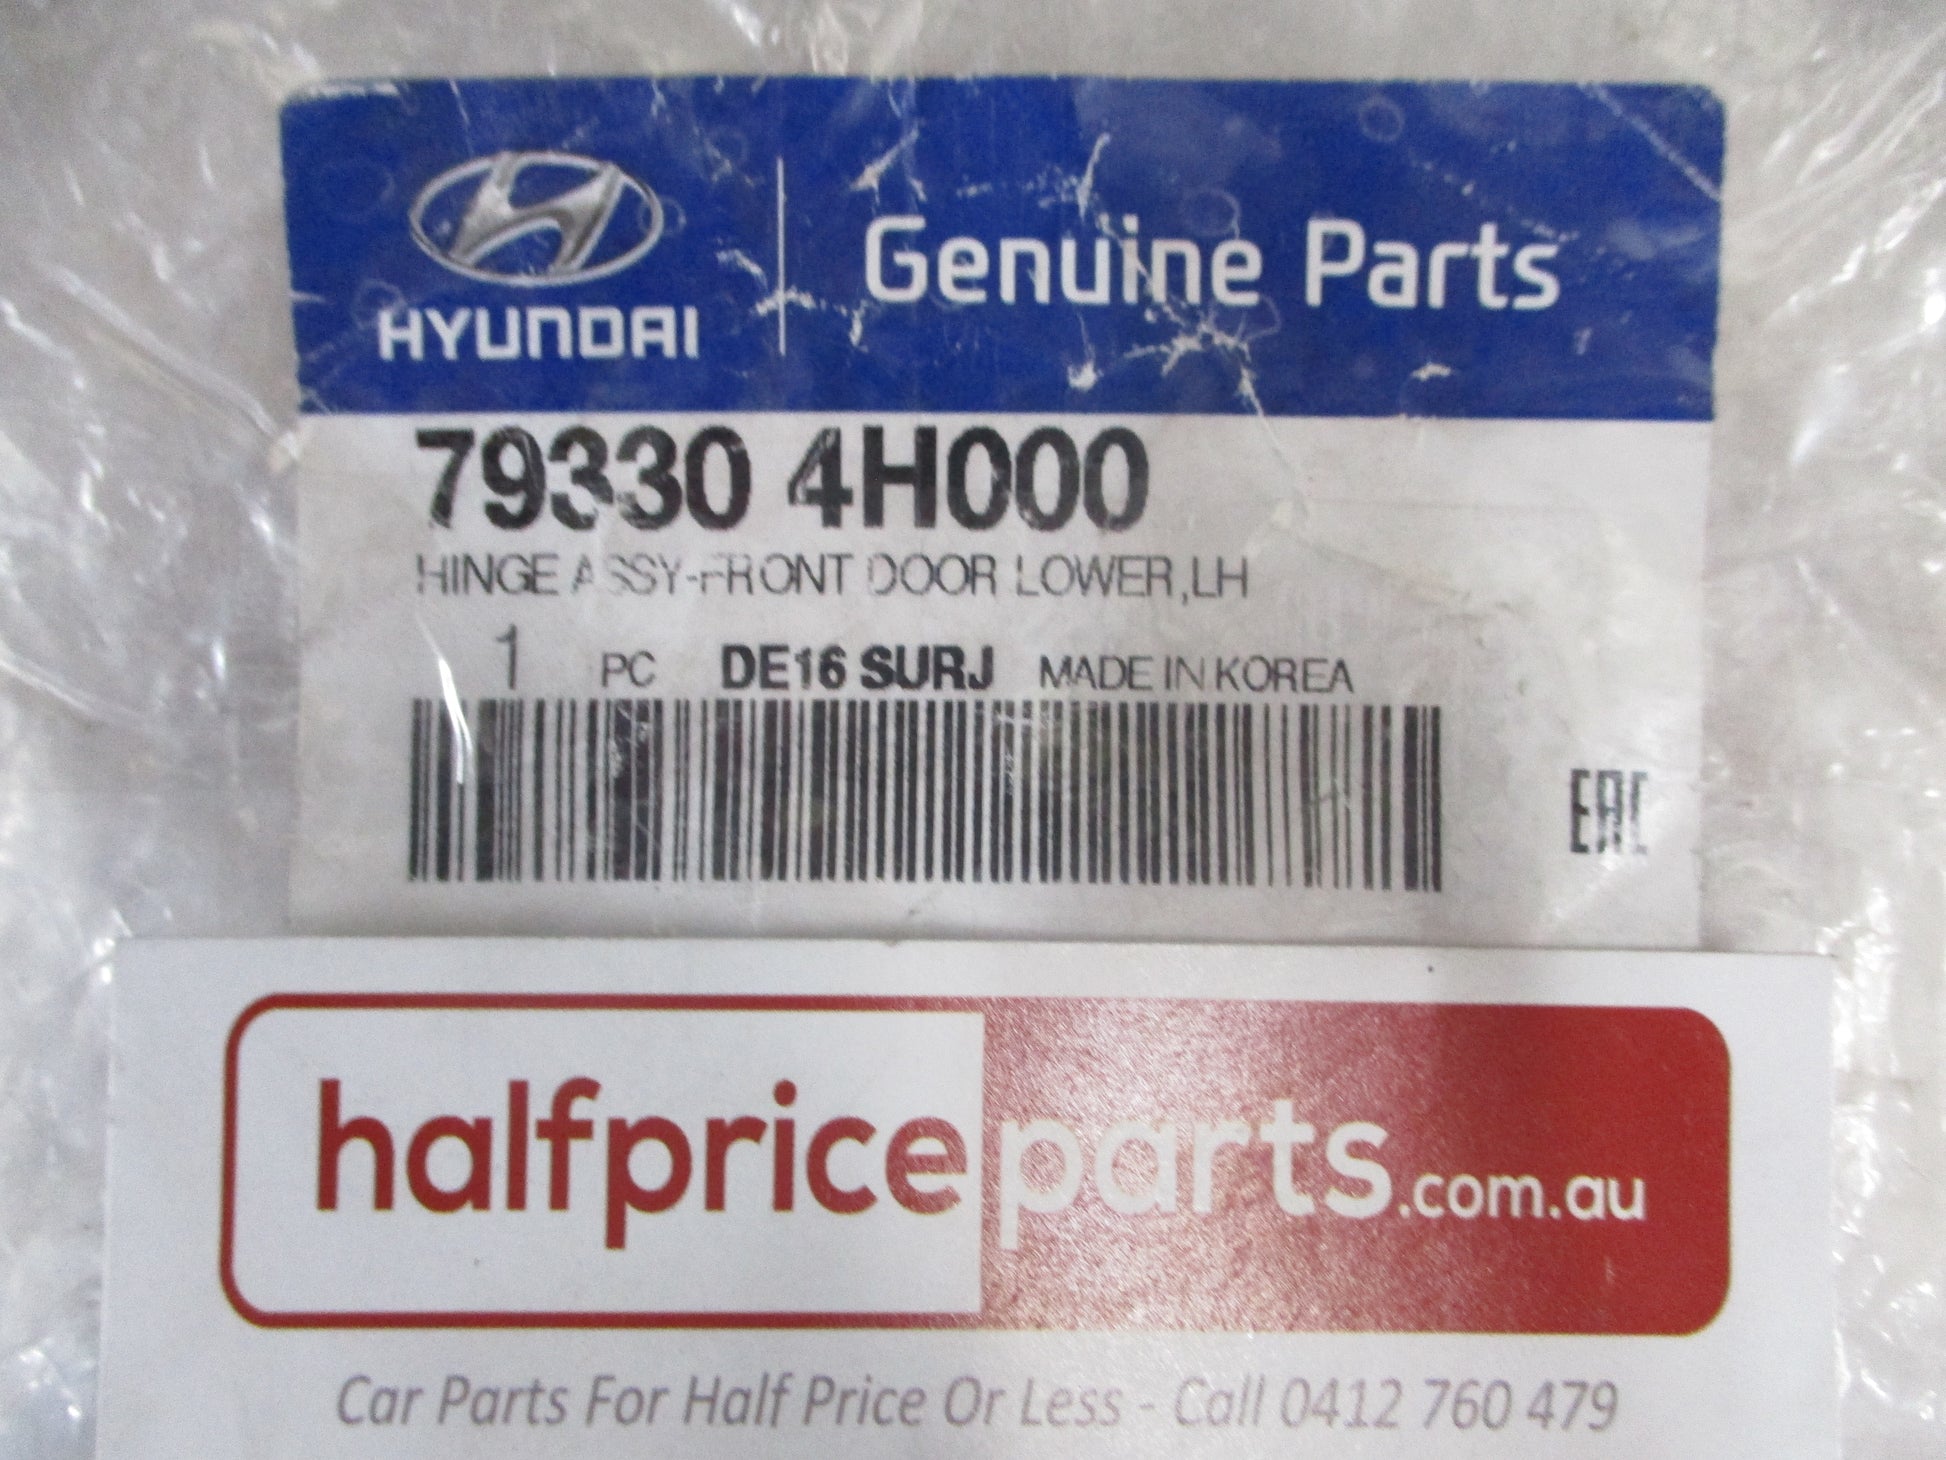 HYUNDAI
Genuine Parts
79330 4H000
HINGE ASSY-FRONT DOOR LOWER,LH
1 PC DE16 SURJ MADE IN KOREA
EAC
halfpriceparts.com.au
Car Parts For Half Price Or Less - Call 0412 760 479